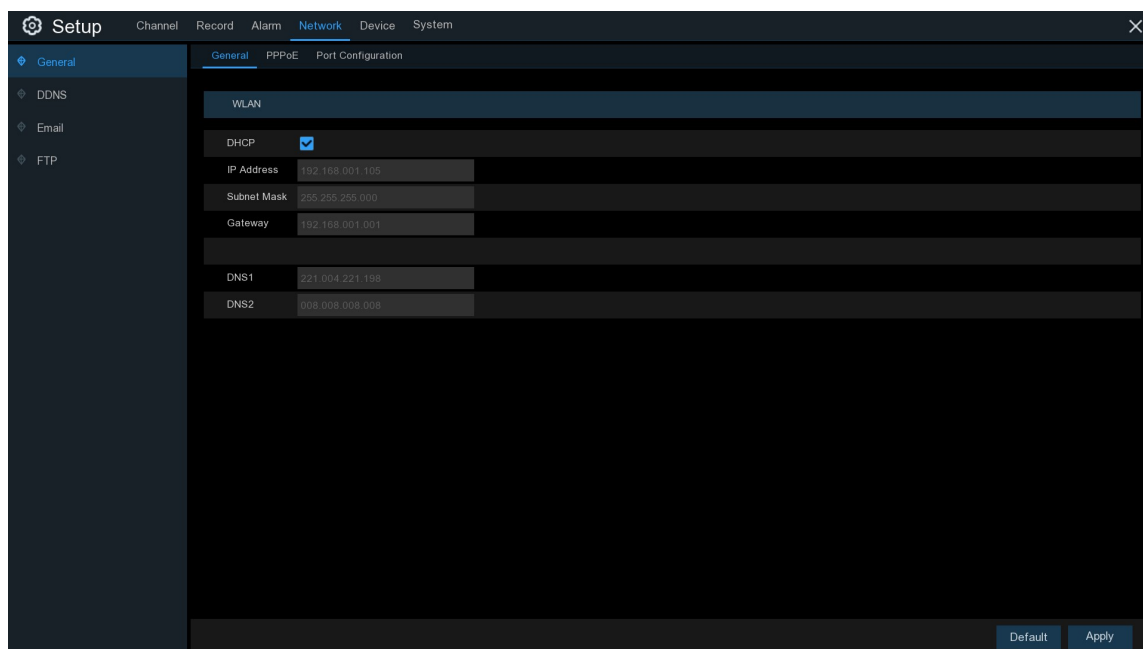 Setup Channel Record Alarm Network Device System
General PPPoE Port Configuration
General
DDNS
Email
FTP
WLAN
DHCP
IP Address 192.168.001.105
Subnet Mask 255.255.255.000
Gateway 192.168.001.001
DNS1 221.004.221.198
DNS2 008.008.008.008
Default Apply